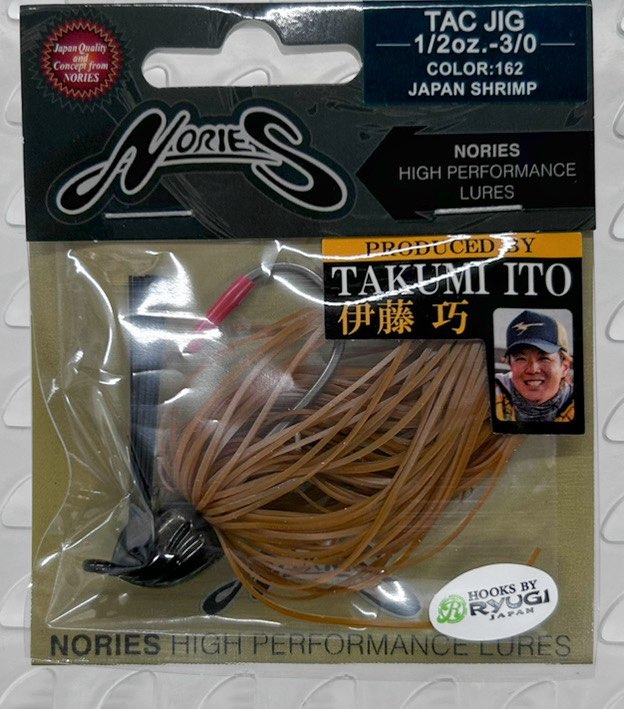 Japan Quality
and
Concept from
NORIES
TAC JIG
1/2oz.-3/0
COLOR:162
JAPAN SHRIMP
NORIES
NORIES
HIGH PERFORMANCE
LURES
PRODUCED BY
TAKUMI ITO
伊藤 巧
HOOKS BY
RYUGI
JAPAN
NORIES HIGH PERFORMANCE LURES